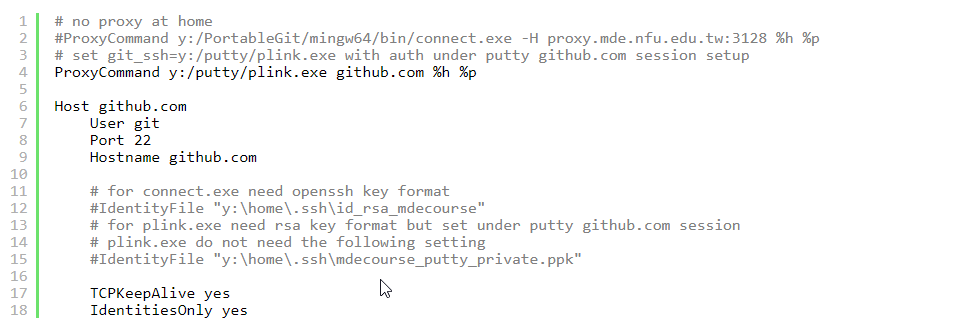 1 # no proxy at home
2 #ProxyCommand y:/PortableGit/mingw64/bin/connect.exe -H proxy.mde.nfu.edu.tw:3128 %h %p
3 # set git_ssh=y:/putty/plink.exe with auth under putty github.com session setup
4 ProxyCommand y:/putty/plink.exe github.com %h %p
5
6 Host github.com
7     User git
8     Port 22
9     Hostname github.com
10
11     # for connect.exe need openssh key format
12     #IdentityFile "y:\home\.ssh\id_rsa_mdecourse"
13     # for plink.exe need rsa key format but set under putty github.com session
14     # plink.exe do not need the following setting
15     #IdentityFile "y:\home\.ssh\mdecourse_putty_private.ppk"
16
17     TCPKeepAlive yes
18     IdentitiesOnly yes